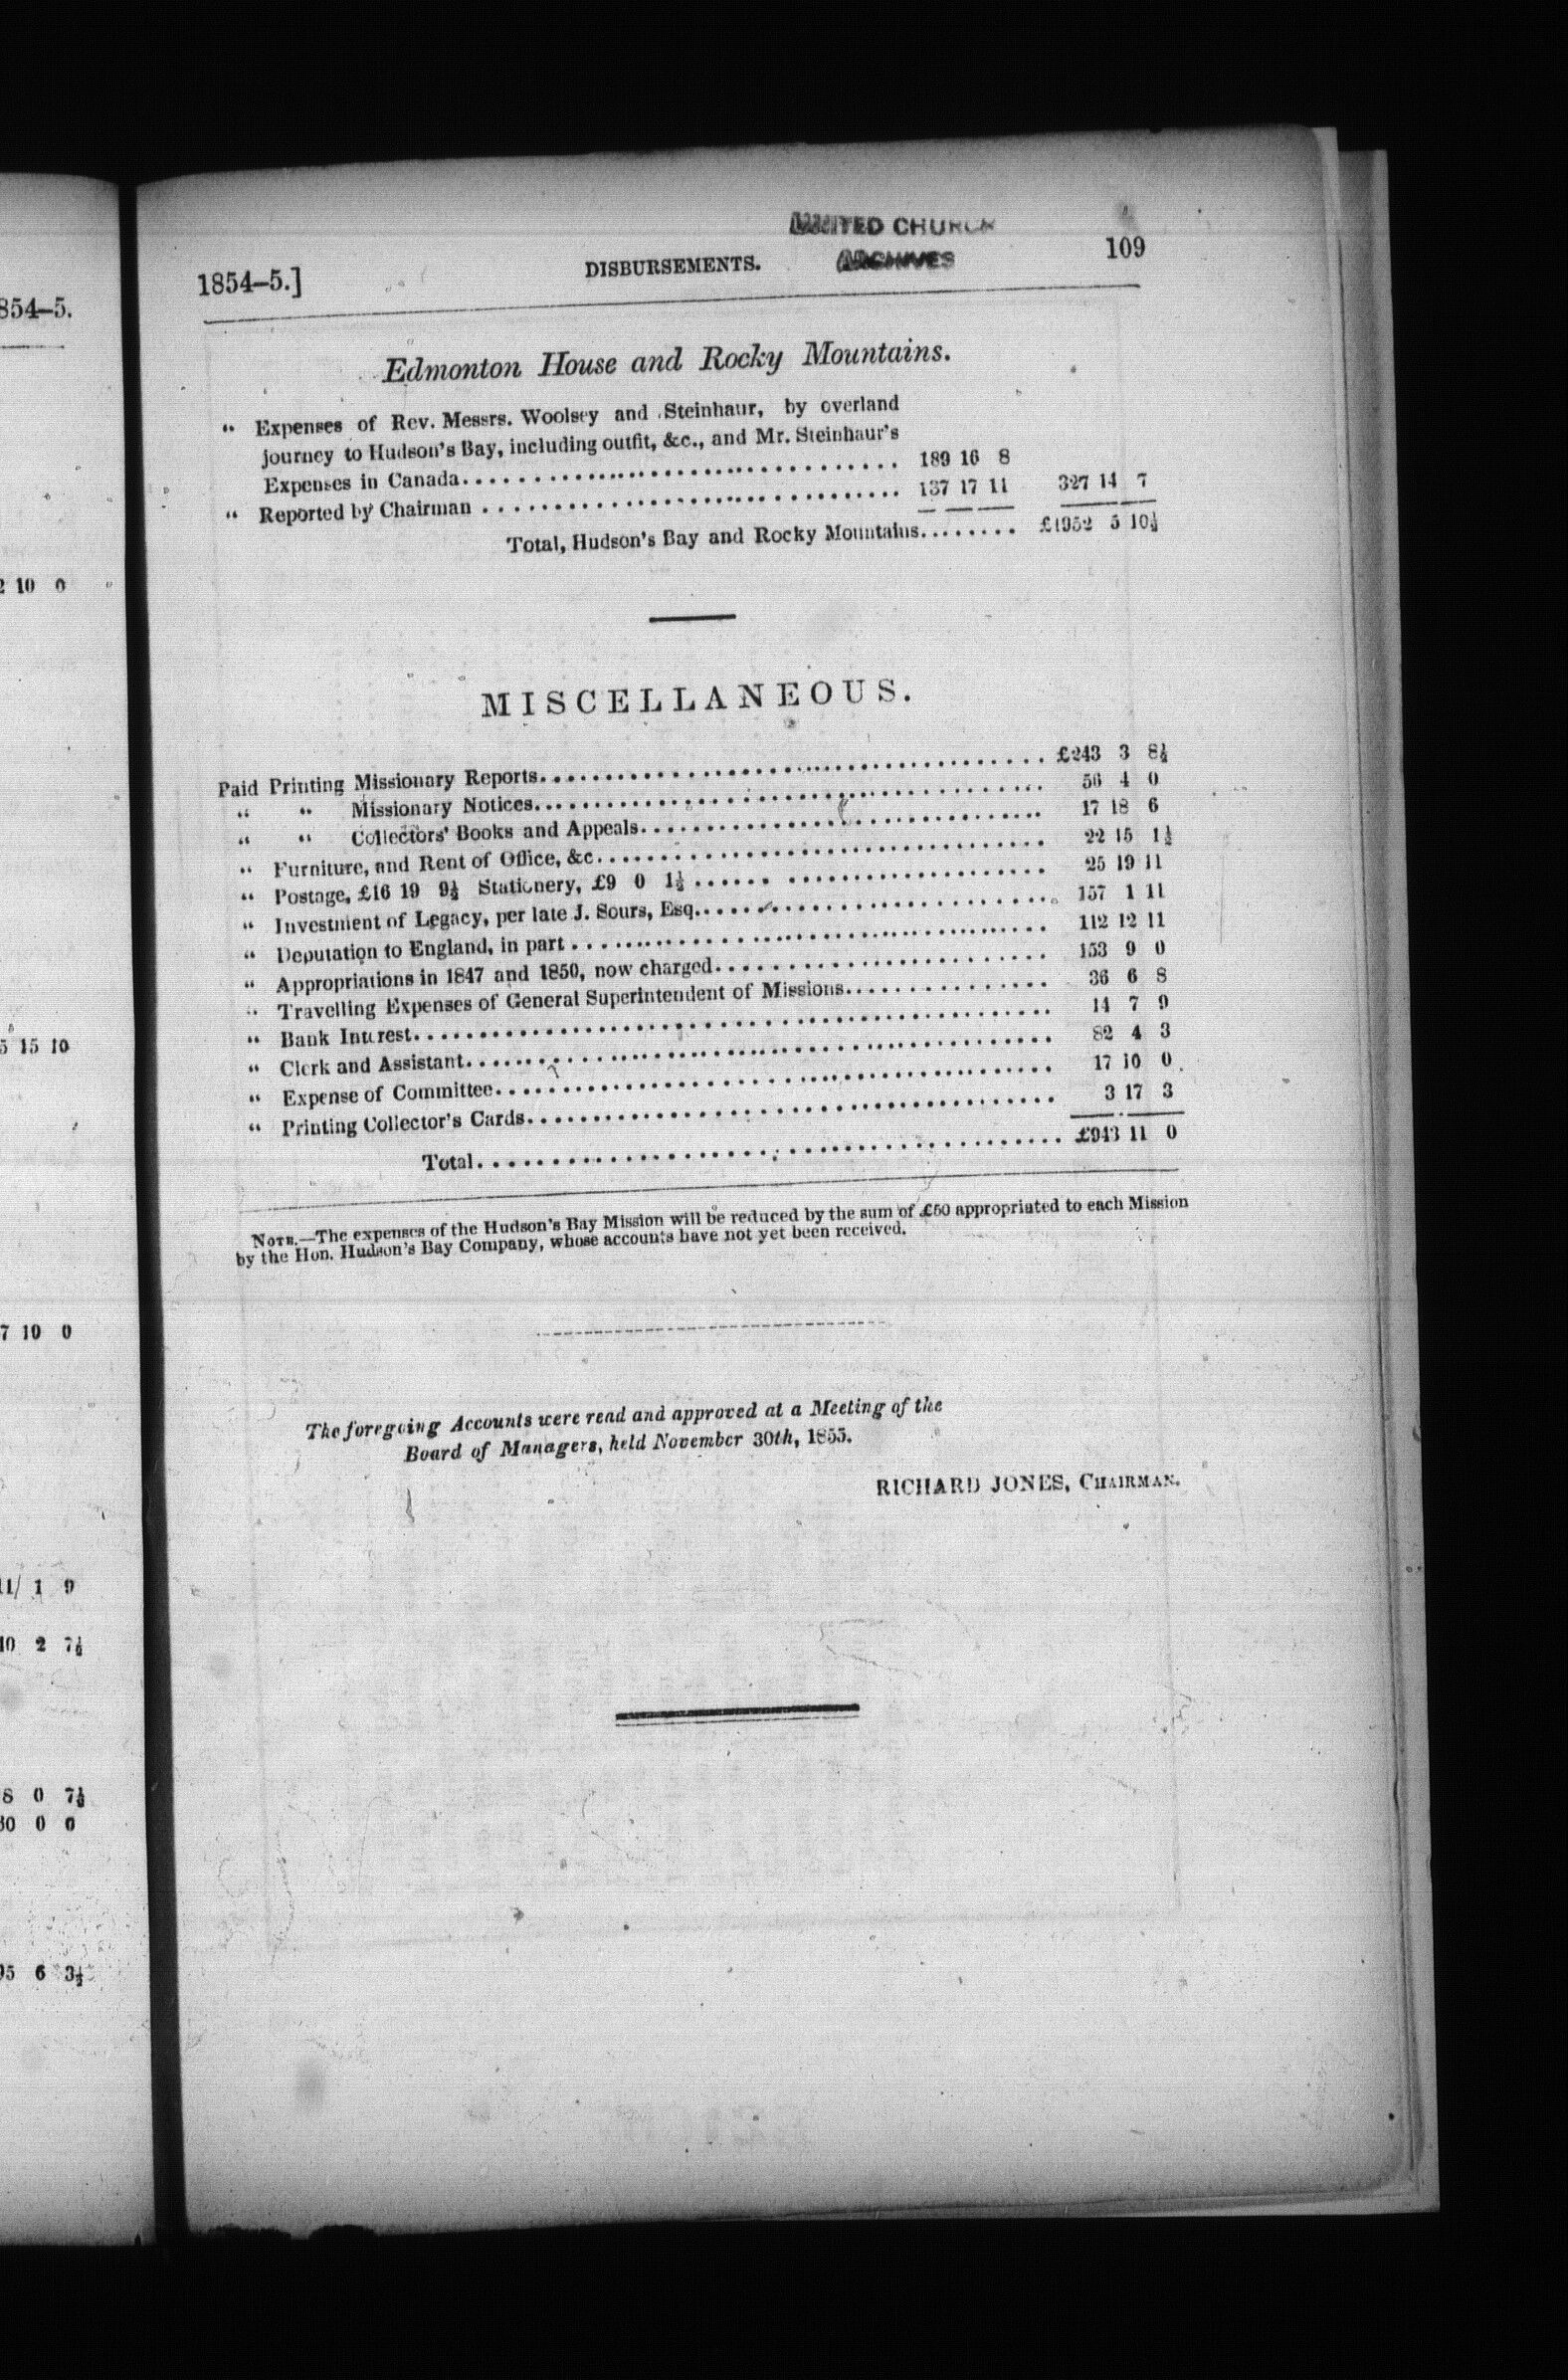 854–5.
2 10 0
5 15 10
7 10 0
11/ 1 9
10 2 7½
8 0 7½
30 0 0
95 6 3½
UNITED CHURCH
ARCHIVES
1854–5.] DISBURSEMENTS. 109
Edmonton House and Rocky Mountains.
“ Expenses of Rev. Messrs. Woolsey and Steinhaur, by overland
journey to Hudson's Bay, including outfit, &c., and Mr. Steinhaur's
Expenses in Canada.................................... 189 16 8
“ Reported by Chairman .................................... 137 17 11 327 14 7
Total, Hudson's Bay and Rocky Mountains........ £1952 5 10½
MISCELLANEOUS.
Paid Printing Missionary Reports.................................... £243 3 8½
“ “ Missionary Notices.................................... 56 4 0
“ “ Collectors' Books and Appeals.................................... 17 18 6
“ Furniture, and Rent of Office, &c.................................... 22 15 1½
“ Postage, £16 19 9½ Stationery, £9 0 1½ ...... .................. 25 19 11
“ Investment of Legacy, per late J. Sours, Esq.............................. 157 1 11
“ Deputation to England, in part .................................... 112 12 11
“ Appropriations in 1847 and 1850, now charged.............................. 153 9 0
“ Travelling Expenses of General Superintendent of Missions............... 36 6 8
“ Bank Interest.................................... 14 7 9
“ Clerk and Assistant.................................... 82 4 3
“ Expense of Committee.................................... 17 10 0
“ Printing Collector's Cards.................................... 3 17 3
Total.................................... £943 11 0
NOTE.—The expenses of the Hudson's Bay Mission will be reduced by the sum of £50 appropriated to each Mission
by the Hon. Hudson's Bay Company, whose accounts have not yet been received.
The foregoing Accounts were read and approved at a Meeting of the
Board of Managers, held November 30th, 1855.
RICHARD JONES, CHAIRMAN.